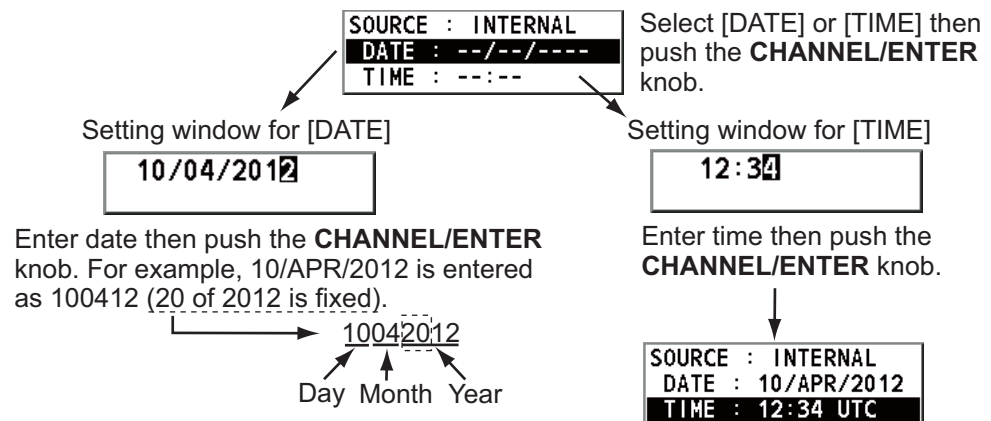 SOURCE : INTERNAL
DATE : --/--/----
TIME : --:--
Select [DATE] or [TIME] then
push the CHANNEL/ENTER
knob.
Setting window for [DATE]
10/04/2012
Enter date then push the CHANNEL/ENTER
knob. For example, 10/APR/2012 is entered
as 100412 (20 of 2012 is fixed).
10042012
Day Month Year
Setting window for [TIME]
12:34
Enter time then push the
CHANNEL/ENTER knob.
SOURCE : INTERNAL
DATE : 10/APR/2012
TIME : 12:34 UTC